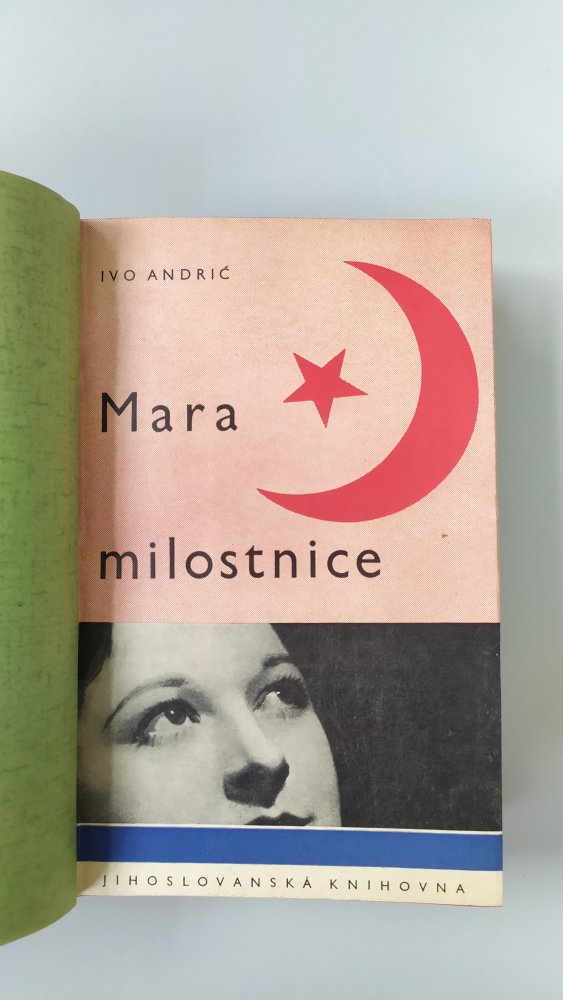 IVO ANDRIĆ
Mara
milostnice
JIHOSLOVANSKÁ KNIHOVNA